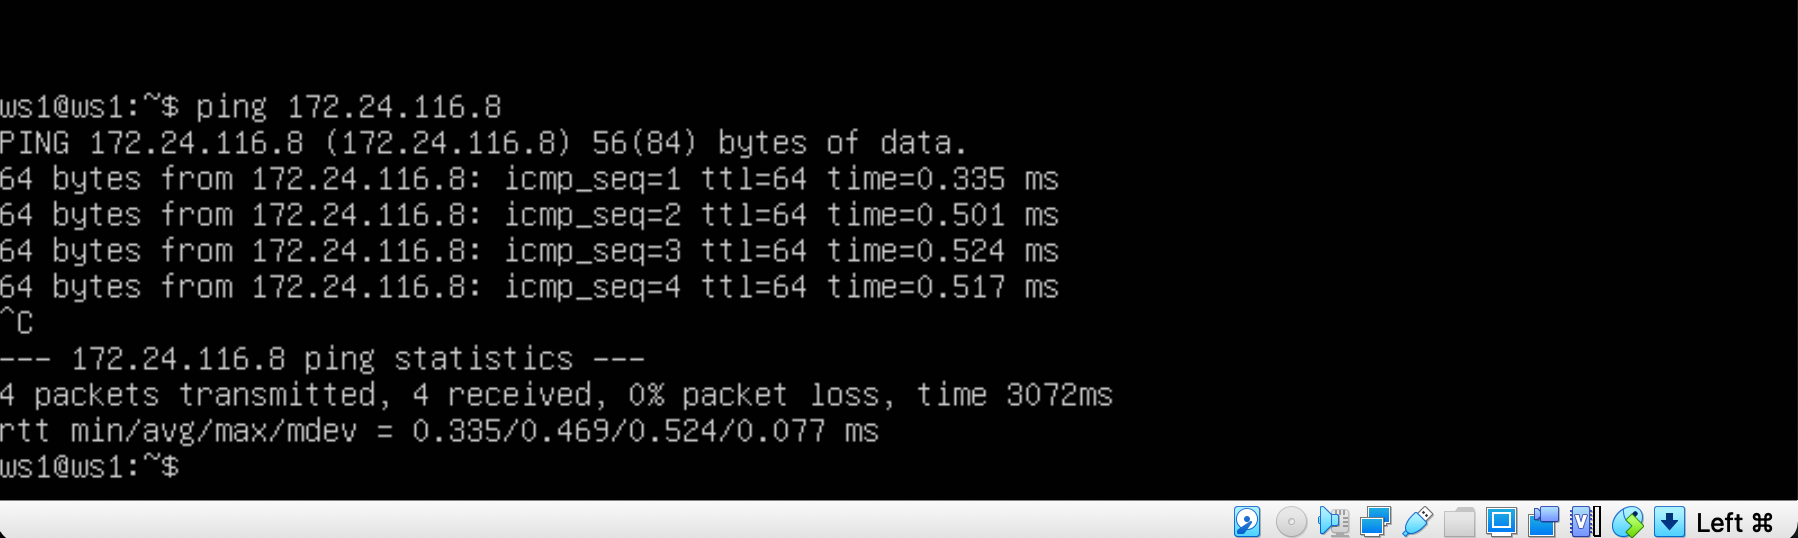 ws1@ws1:~$ ping 172.24.116.8
PING 172.24.116.8 (172.24.116.8) 56(84) bytes of data.
64 bytes from 172.24.116.8: icmp_seq=1 ttl=64 time=0.335 ms
64 bytes from 172.24.116.8: icmp_seq=2 ttl=64 time=0.501 ms
64 bytes from 172.24.116.8: icmp_seq=3 ttl=64 time=0.524 ms
64 bytes from 172.24.116.8: icmp_seq=4 ttl=64 time=0.517 ms
^C
--- 172.24.116.8 ping statistics ---
4 packets transmitted, 4 received, 0% packet loss, time 3072ms
rtt min/avg/max/mdev = 0.335/0.469/0.524/0.077 ms
ws1@ws1:~$
Left ⌘